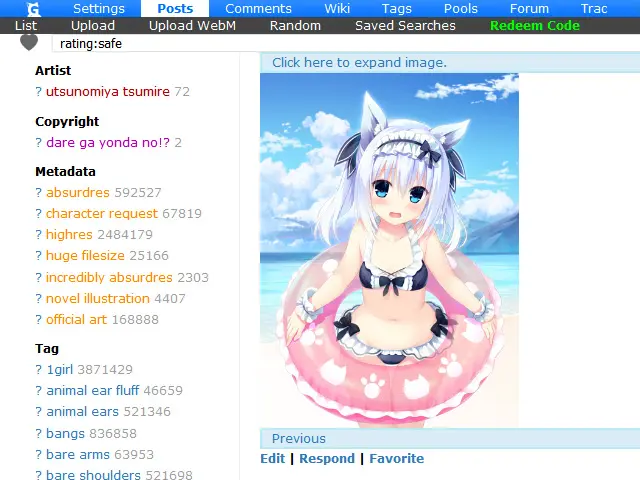 G Settings Posts Comments Wiki Tags Pools Forum Trac
List Upload Upload WebM Random Saved Searches Redeem Code
rating:safe
Artist
? utsunomiya tsumire 72
Copyright
? dare ga yonda no!? 2
Metadata
? absurdres 592527
? character request 67819
? highres 2484179
? huge filesize 25166
? incredibly absurdres 2303
? novel illustration 4407
? official art 168888
Tag
? 1girl 3871429
? animal ear fluff 46659
? animal ears 521346
? bangs 836858
? bare arms 63953
? bare shoulders 521698
Click here to expand image.
Previous
Edit | Respond | Favorite